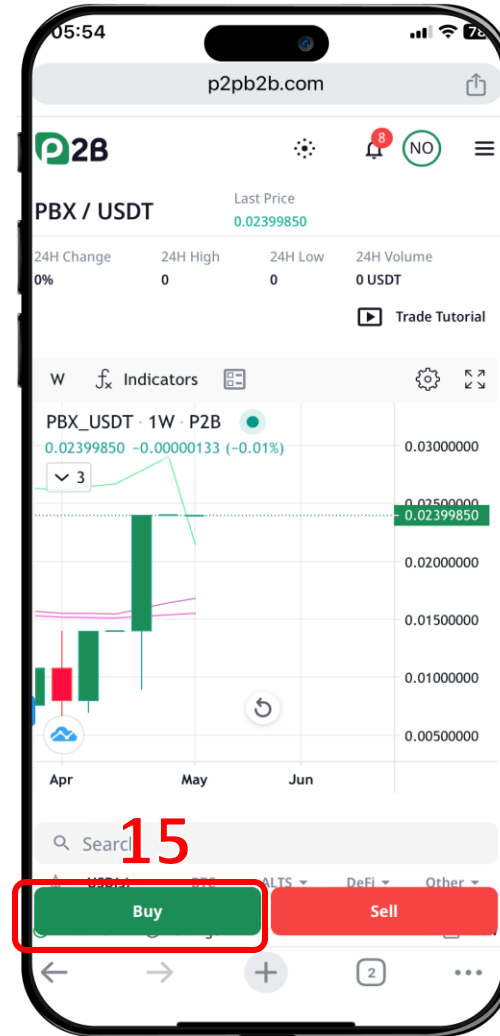 05:54
p2pb2b.com
P2B
8
NO
PBX / USDT
Last Price
0.02399850
24H Change
24H High
24H Low
24H Volume
0%
0
0
0 USDT
Trade Tutorial
W
fx Indicators
PBX_USDT · 1W · P2B
0.02399850 −0.00000133 (−0.01%)
3
0.03000000
0.02500000
0.02399850
0.02000000
0.01500000
0.01000000
0.00500000
Apr
May
Jun
Search
15
ALTS
DeFi
Other
Buy
Sell
2